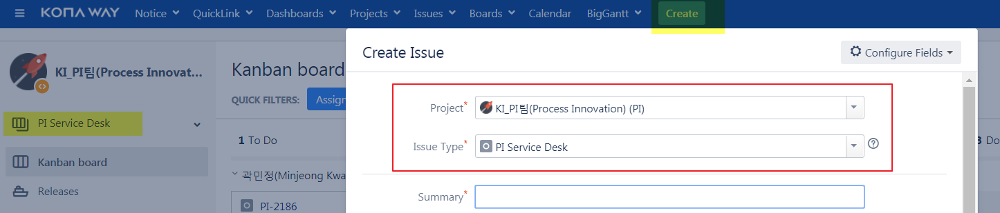 KONA WAY Notice QuickLink Dashboards Projects Issues Boards Calendar BigGantt Create
Create Issue
Configure Fields
KI_PI팀(Process Innovat...
Kanban board
QUICK FILTERS: Assig
Project* KI_PI팀(Process Innovation) (PI)
PI Service Desk
1 To Do
Issue Type* PI Service Desk
Do
Kanban board
곽민정(Minjeong Kwa
Releases
PI-2186
Summary*